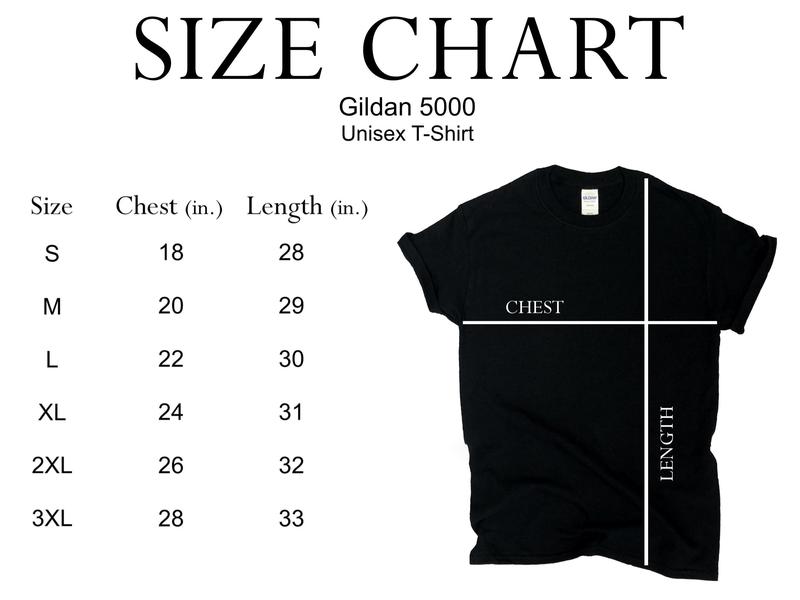 SIZE CHART
Gildan 5000
Unisex T-Shirt
Size Chest (in.) Length (in.)
S 18 28
M 20 29
L 22 30
XL 24 31
2XL 26 32
3XL 28 33
GILDAN
CHEST
LENGTH